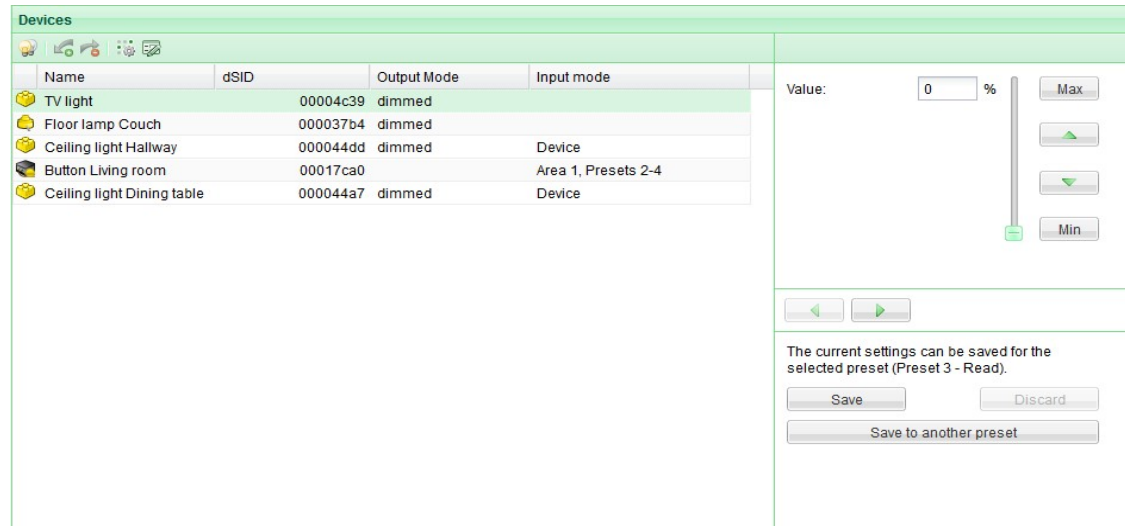 Devices
Name dSID Output Mode Input mode
TV light 00004c39 dimmed
Floor lamp Couch 000037b4 dimmed
Ceiling light Hallway 000044dd dimmed Device
Button Living room 00017ca0 Area 1, Presets 2-4
Ceiling light Dining table 000044a7 dimmed Device
Value: 0 % Max
Min
The current settings can be saved for the
selected preset (Preset 3 - Read).
Save Discard
Save to another preset